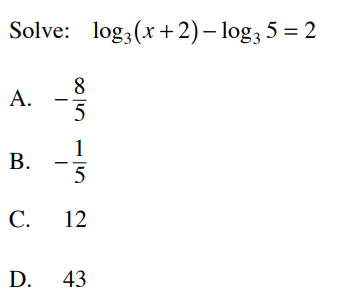 Solve: log₃(x + 2) – log₃ 5 = 2
A. –8/5
B. –1/5
C. 12
D. 43